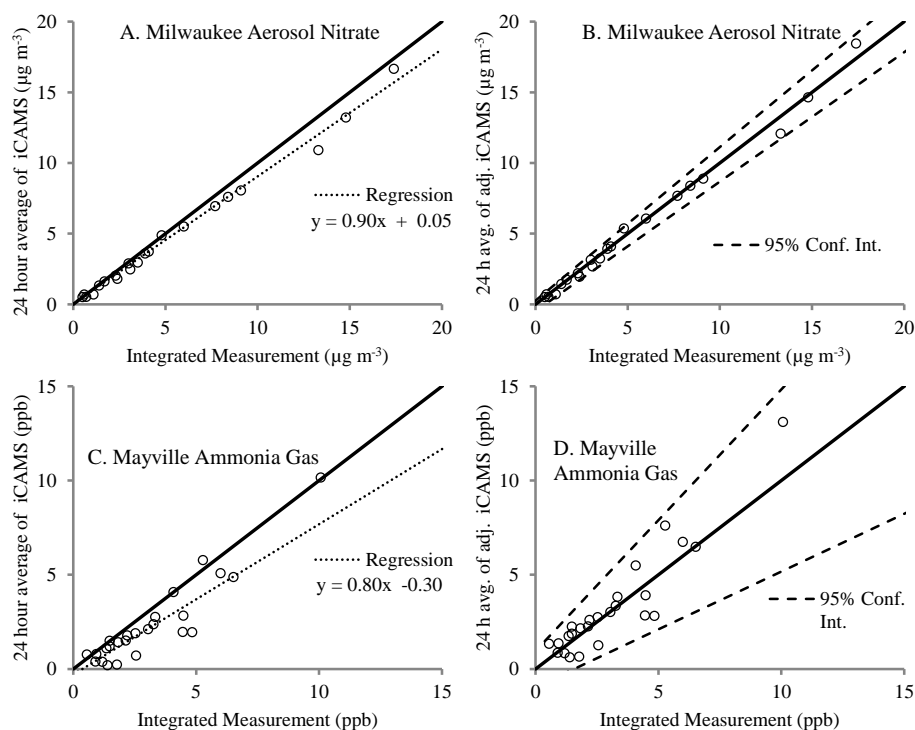 A. Milwaukee Aerosol Nitrate
24 hour average of iCAMS (µg m-3)
20
15
10
5
0
Regression
y = 0.90x + 0.05
0 5 10 15 20
Integrated Measurement (µg m-3)
B. Milwaukee Aerosol Nitrate
24 h avg. of adj. iCAMS (µg m-3)
20
15
10
5
0
95% Conf. Int.
0 5 10 15 20
Integrated Measurement (µg m-3)
C. Mayville Ammonia Gas
24 hour average of iCAMS (ppb)
15
10
5
0
Regression
y = 0.80x -0.30
0 5 10 15
Integrated Measurement (ppb)
D. Mayville
Ammonia Gas
24 h avg. of adj. iCAMS (ppb)
15
10
5
0
95% Conf.
Int.
0 5 10 15
Integrated Measurement (ppb)